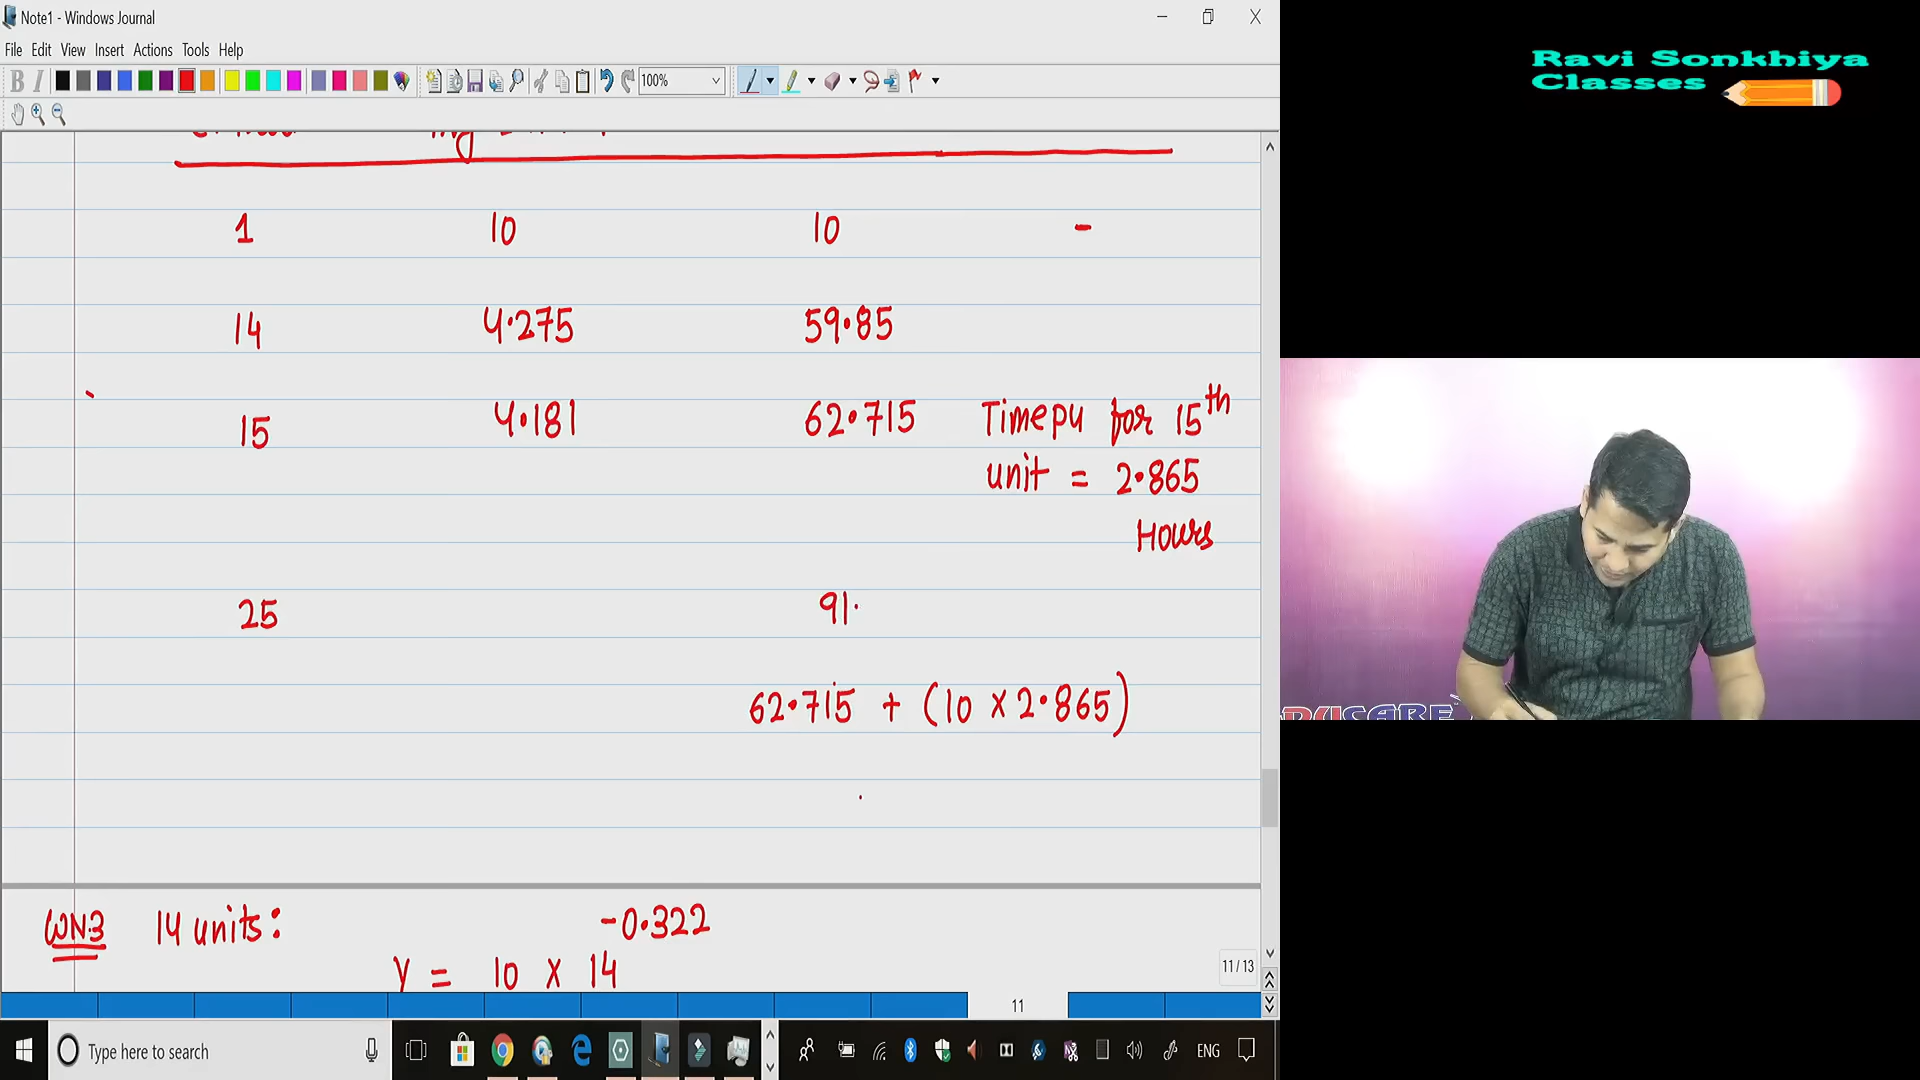 Note1 - Windows Journal
File Edit View Insert Actions Tools Help
B I 100%
1 10 10 -
14 4.275 59.85
15 4.181 62.715 Timepu for 15th
unit = 2.865
Hours
25 91.
62.715 + (10 x 2.865)
WN3 14 units: -0.322
Y = 10 x 14
11/13
11
Type here to search
ENG
Ravi Sonkhiya
Classes